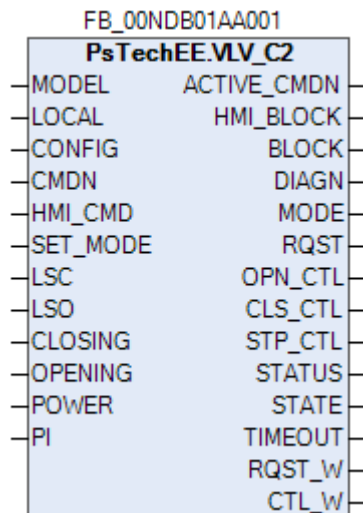 FB_00NDB01AA001
PsTechEE.VLV_C2
MODEL ACTIVE_CMDN
LOCAL HMI_BLOCK
CONFIG BLOCK
CMDN DIAGN
HMI_CMD MODE
SET_MODE RQST
LSC OPN_CTL
LSO CLS_CTL
CLOSING STP_CTL
OPENING STATUS
POWER STATE
PI TIMEOUT
RQST_W
CTL_W